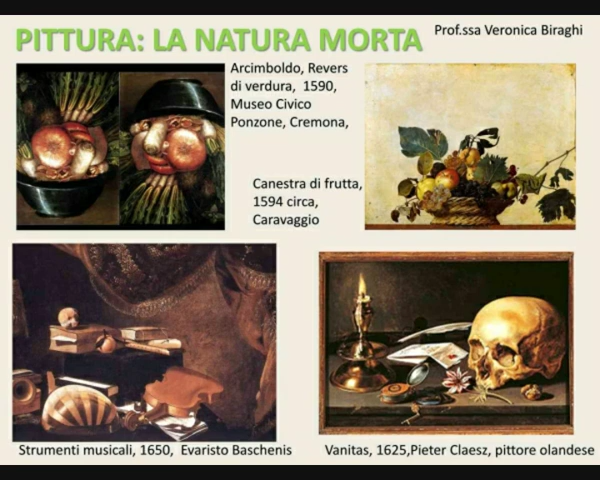 PITTURA: LA NATURA MORTA
Prof.ssa Veronica Biraghi
Arcimboldo, Revers
di verdura, 1590,
Museo Civico
Ponzone, Cremona,
Canestra di frutta,
1594 circa,
Caravaggio
Strumenti musicali, 1650, Evaristo Baschenis
Vanitas, 1625,Pieter Claesz, pittore olandese